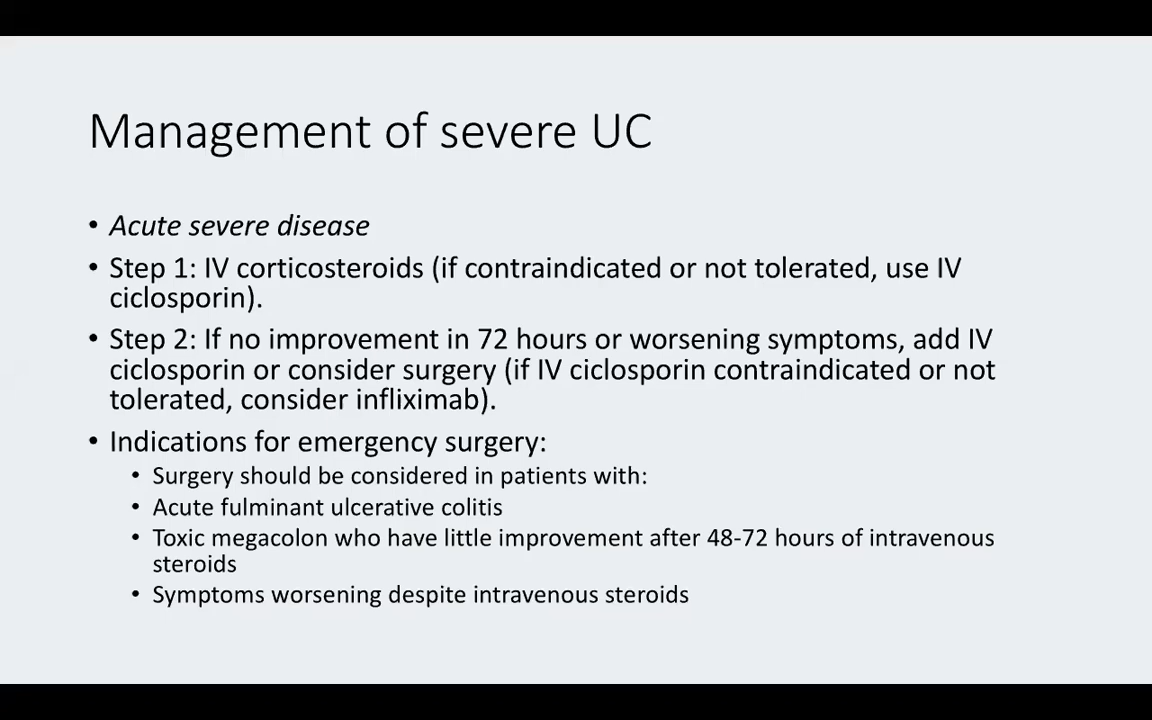 Management of severe UC
• Acute severe disease
• Step 1: IV corticosteroids (if contraindicated or not tolerated, use IV
ciclosporin).
• Step 2: If no improvement in 72 hours or worsening symptoms, add IV
ciclosporin or consider surgery (if IV ciclosporin contraindicated or not
tolerated, consider infliximab).
• Indications for emergency surgery:
• Surgery should be considered in patients with:
• Acute fulminant ulcerative colitis
• Toxic megacolon who have little improvement after 48-72 hours of intravenous
steroids
• Symptoms worsening despite intravenous steroids